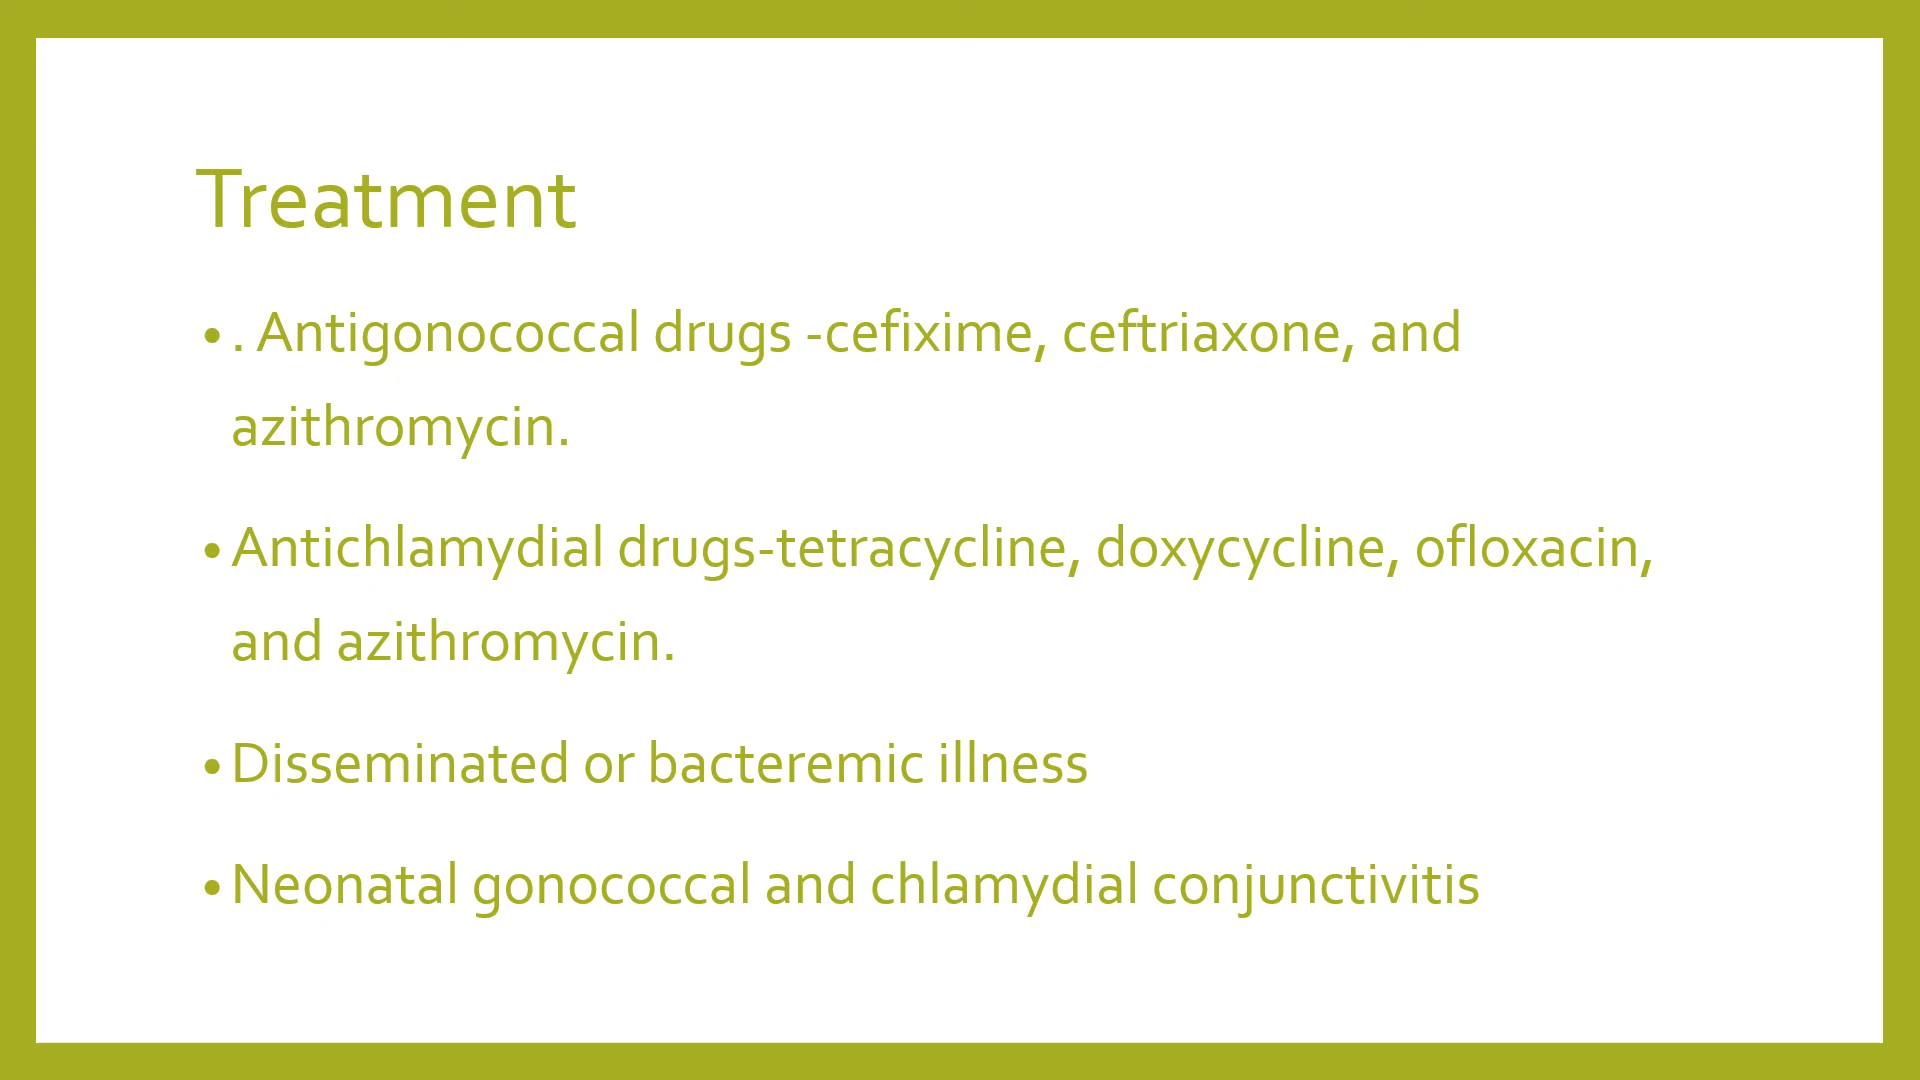 Treatment
• . Antigonococcal drugs -cefixime, ceftriaxone, and
azithromycin.
• Antichlamydial drugs-tetracycline, doxycycline, ofloxacin,
and azithromycin.
• Disseminated or bacteremic illness
• Neonatal gonococcal and chlamydial conjunctivitis